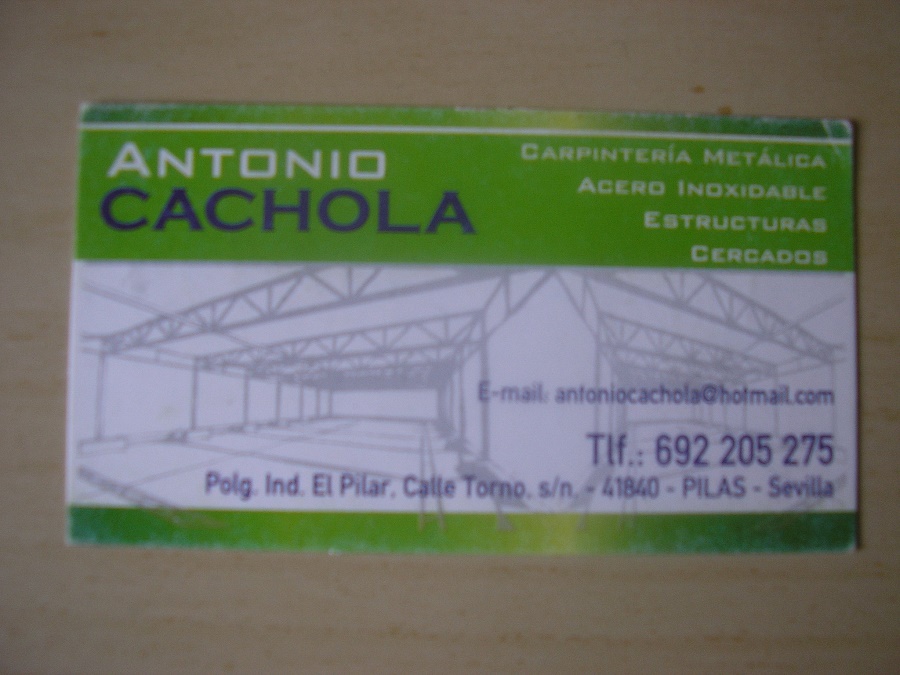 ANTONIO
CACHOLA
CARPINTERÍA METÁLICA
ACERO INOXIDABLE
ESTRUCTURAS
CERCADOS
E-mail: antoniocachola@hotmail.com
Tlf.: 692 205 275
Polg. Ind. El Pilar, Calle Torno, s/n. - 41840 - PILAS - Sevilla